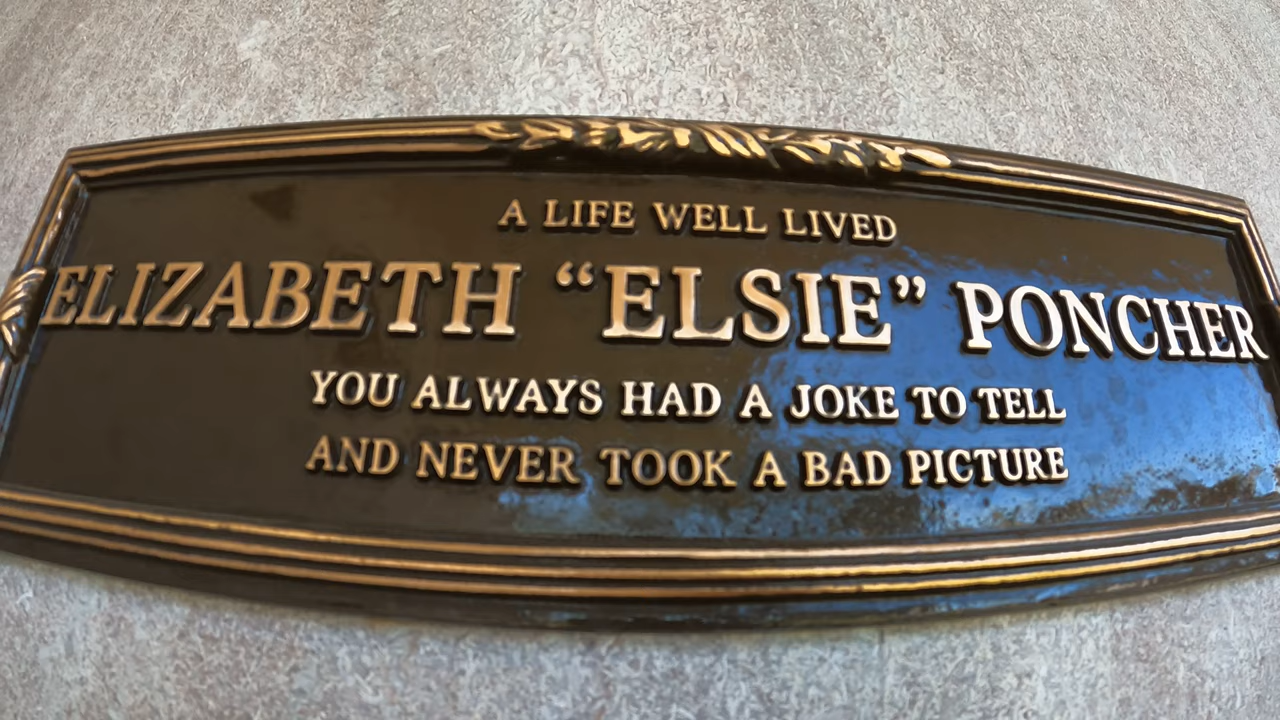 A LIFE WELL LIVED
ELIZABETH “ELSIE” PONCHER
YOU ALWAYS HAD A JOKE TO TELL
AND NEVER TOOK A BAD PICTURE